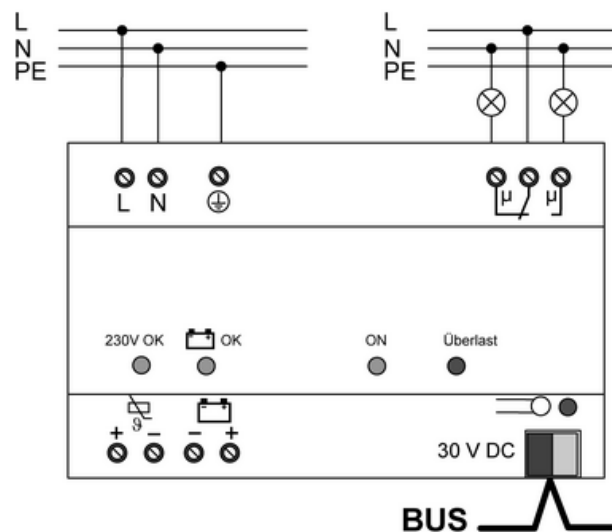 L
N
PE
L
N
PE
L N
µ µ
230V OK
OK
ON
Überlast
ϑ
+ − − +
30 V DC
BUS